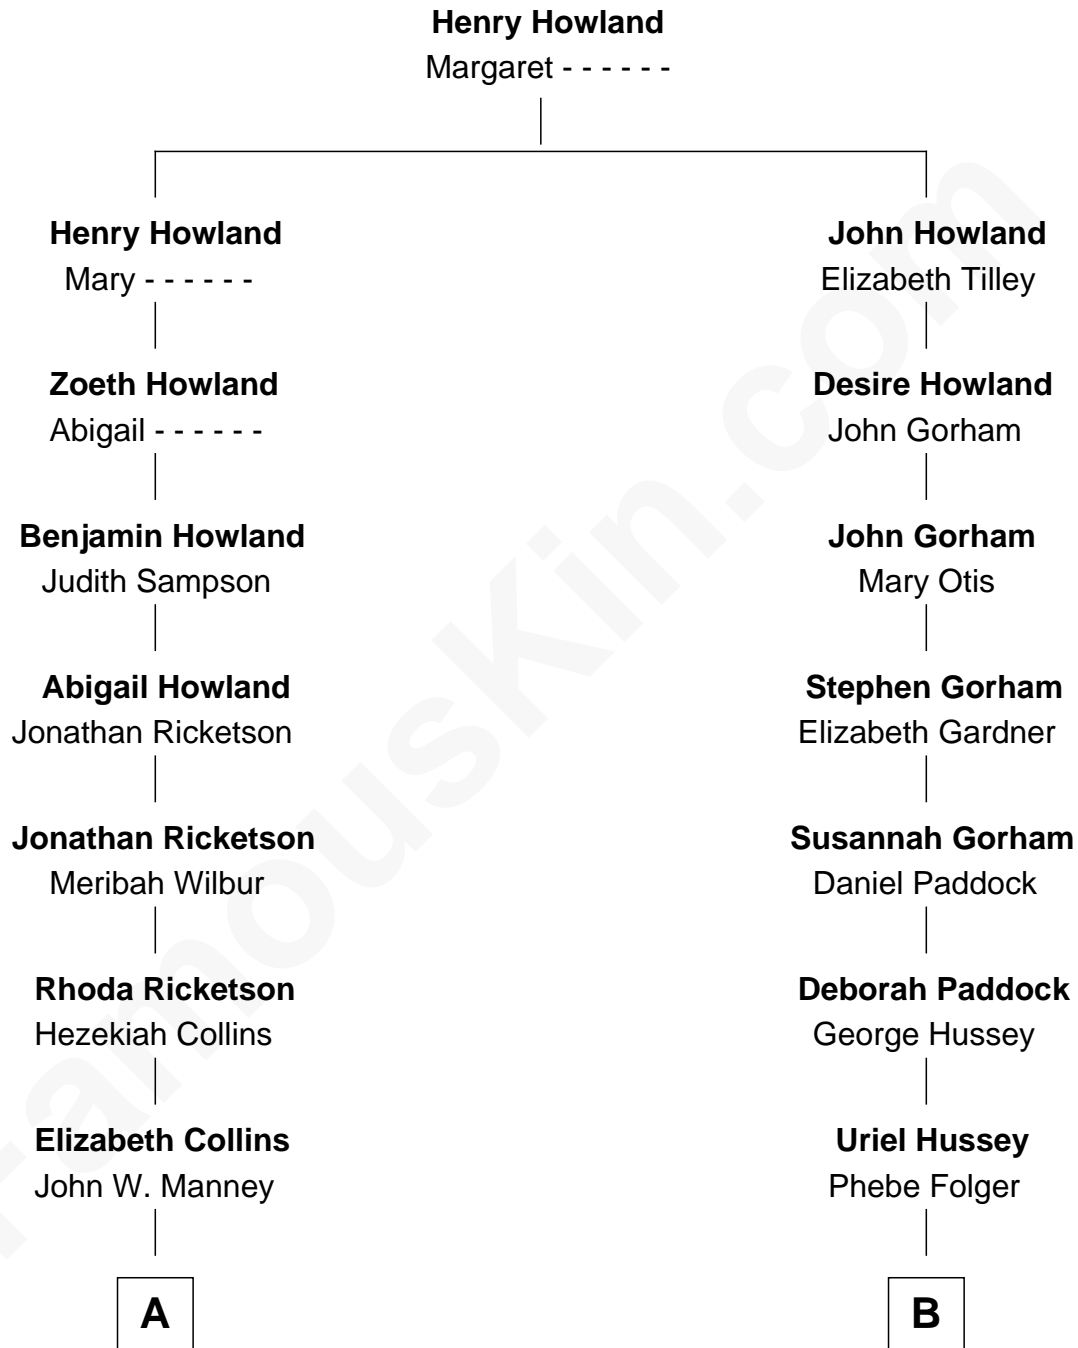 Henry Howland
Margaret - - - - - -
Henry Howland
Mary - - - - - -
Zoeth Howland
Abigail - - - - - -
Benjamin Howland
Judith Sampson
Abigail Howland
Jonathan Ricketson
Jonathan Ricketson
Meribah Wilbur
Rhoda Ricketson
Hezekiah Collins
Elizabeth Collins
John W. Manney
A
John Howland
Elizabeth Tilley
Desire Howland
John Gorham
John Gorham
Mary Otis
Stephen Gorham
Elizabeth Gardner
Susannah Gorham
Daniel Paddock
Deborah Paddock
George Hussey
Uriel Hussey
Phebe Folger
B
FamousKin.com